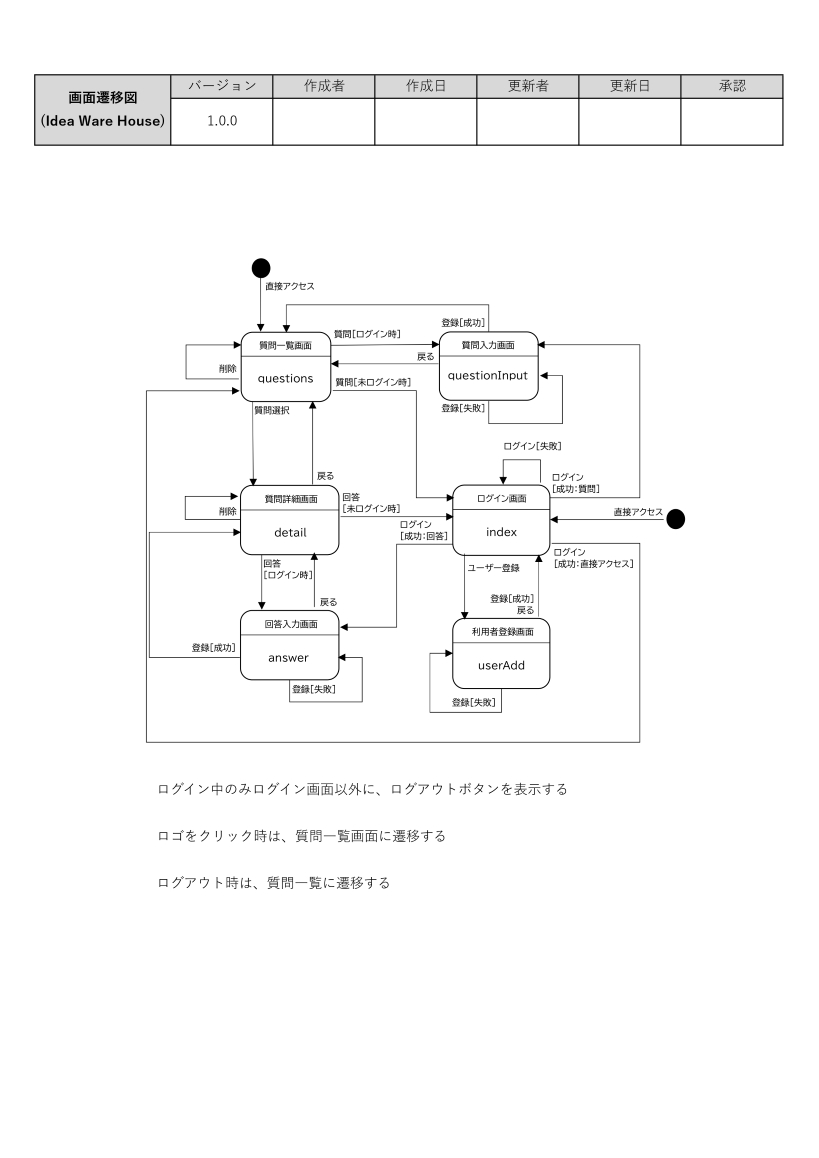 画面遷移図
(Idea Ware House)
バージョン 作成者 作成日 更新者 更新日 承認
1.0.0
直接アクセス
登録[成功]
質問[ログイン時]
質問一覧画面
質問入力画面
戻る
削除
questions
questionInput
質問[未ログイン時]
質問選択
登録[失敗]
ログイン[失敗]
戻る
ログイン
[成功:質問]
質問詳細画面
回答
[未ログイン時]
ログイン画面
削除
直接アクセス
detail
ログイン
[成功:回答]
index
ログイン
[成功:直接アクセス]
回答
[ログイン時]
ユーザー登録
戻る
登録[成功]
戻る
回答入力画面
利用者登録画面
登録[成功]
answer
userAdd
登録[失敗]
登録[失敗]
ログイン中のみログイン画面以外に、ログアウトボタンを表示する
ロゴをクリック時は、質問一覧画面に遷移する
ログアウト時は、質問一覧に遷移する